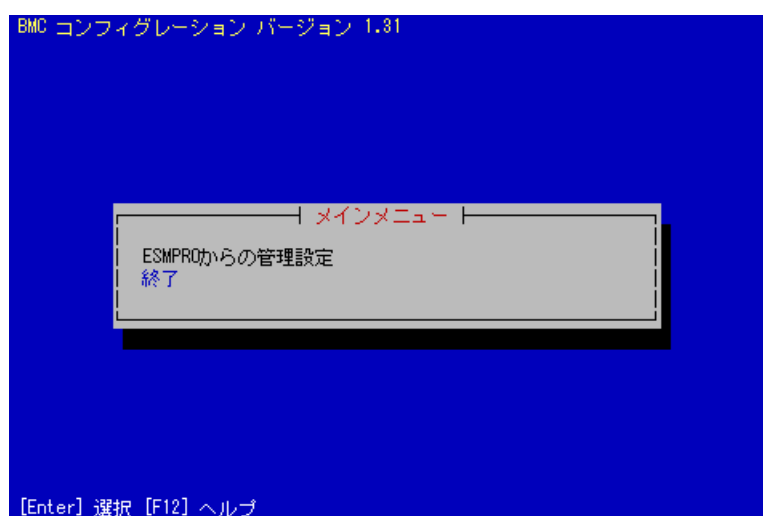 BMC コンフィグレーション バージョン 1.31
メインメニュー
ESMPROからの管理設定
終了
[Enter] 選択 [F12] ヘルプ